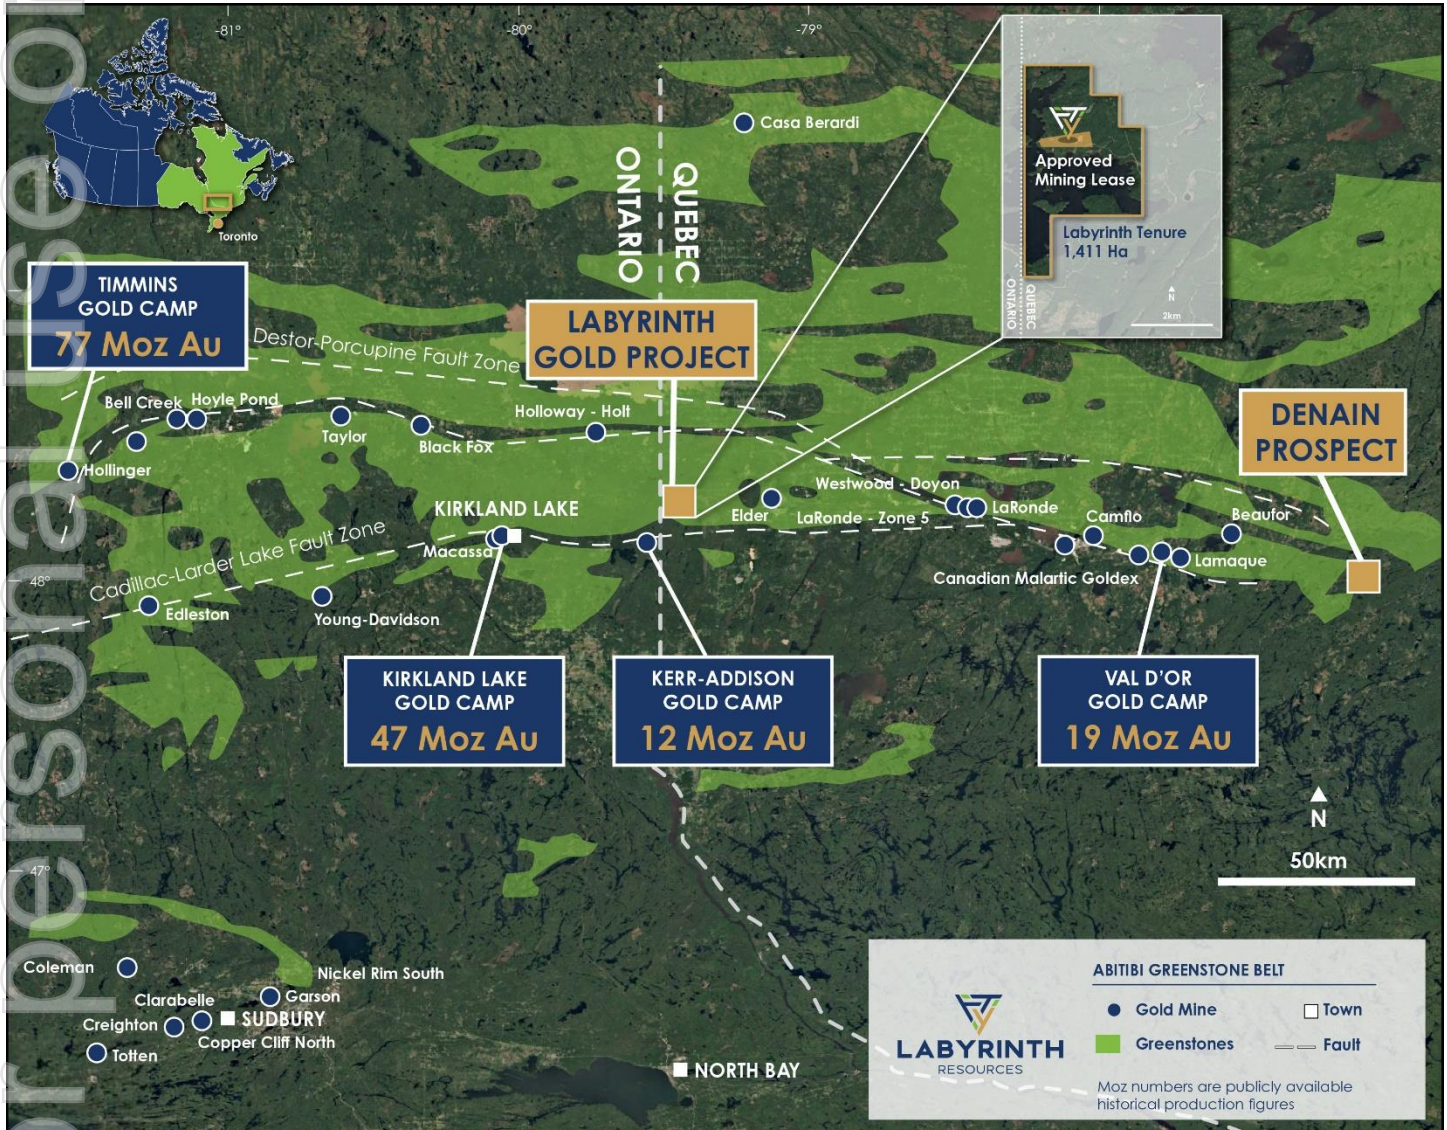 or personal use on
-81°
-80°
-79°
Toronto
Casa Berardi
ONTARIO
QUEBEC
Approved
Mining Lease
Labyrinth Tenure
1,411 Ha
ONTARIO
QUEBEC
N
2km
TIMMINS
GOLD CAMP
77 Moz Au
Destor-Porcupine Fault Zone
LABYRINTH
GOLD PROJECT
DENAIN
PROSPECT
Bell Creek
Hoyle Pond
Taylor
Black Fox
Holloway - Holt
Hollinger
Westwood - Doyon
KIRKLAND LAKE
Elder
LaRonde - Zone 5
LaRonde
Camflo
Beaufor
Macassa
Cadillac-Larder Lake Fault Zone
48°
Canadian Malartic
Goldex
Lamaque
Edleston
Young-Davidson
KIRKLAND LAKE
GOLD CAMP
47 Moz Au
KERR-ADDISON
GOLD CAMP
12 Moz Au
VAL D'OR
GOLD CAMP
19 Moz Au
N
50km
47°
Coleman
Nickel Rim South
Clarabelle
Garson
Creighton
SUDBURY
Copper Cliff North
Totten
NORTH BAY
LABYRINTH
RESOURCES
ABITIBI GREENSTONE BELT
Gold Mine
Town
Greenstones
Fault
Moz numbers are publicly available
historical production figures